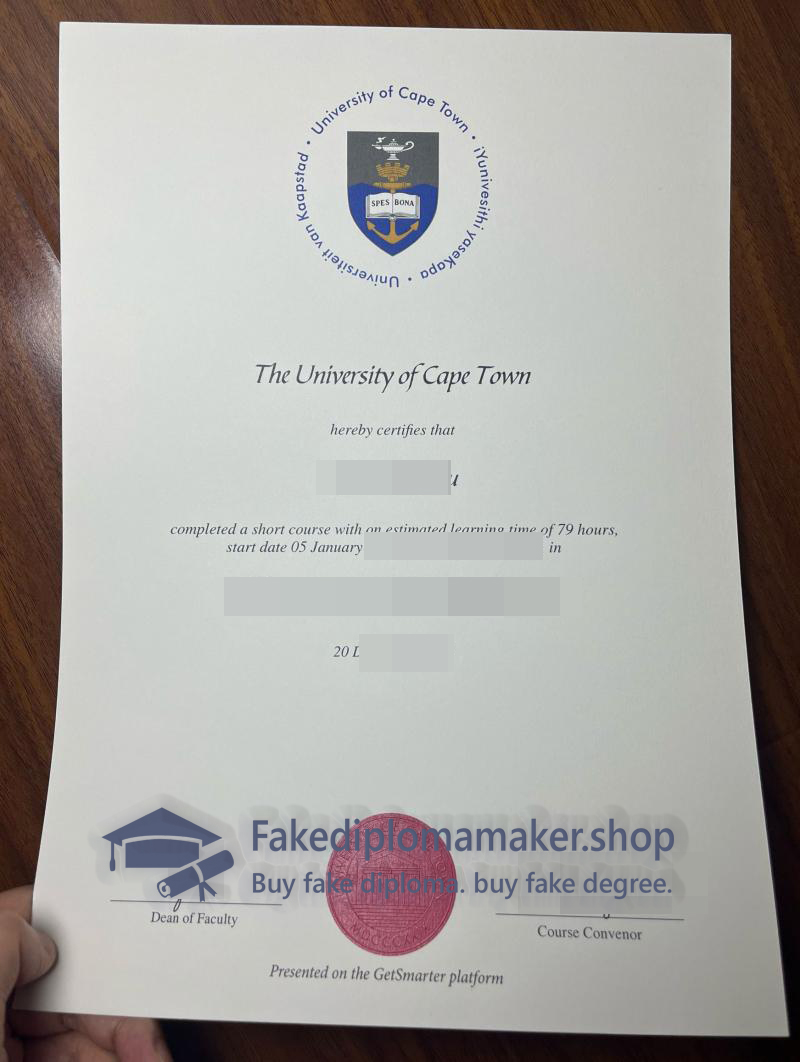 University of Cape Town • iYunivesithi yaseKapa • Universiteit van Kaapstad •
SPES BONA
The University of Cape Town
hereby certifies that
u
completed a short course with an estimated learning time of 79 hours,
start date 05 January in
20
Fakediplomamaker.shop
Buy fake diploma. buy fake degree.
Dean of Faculty
Course Convenor
Presented on the GetSmarter platform